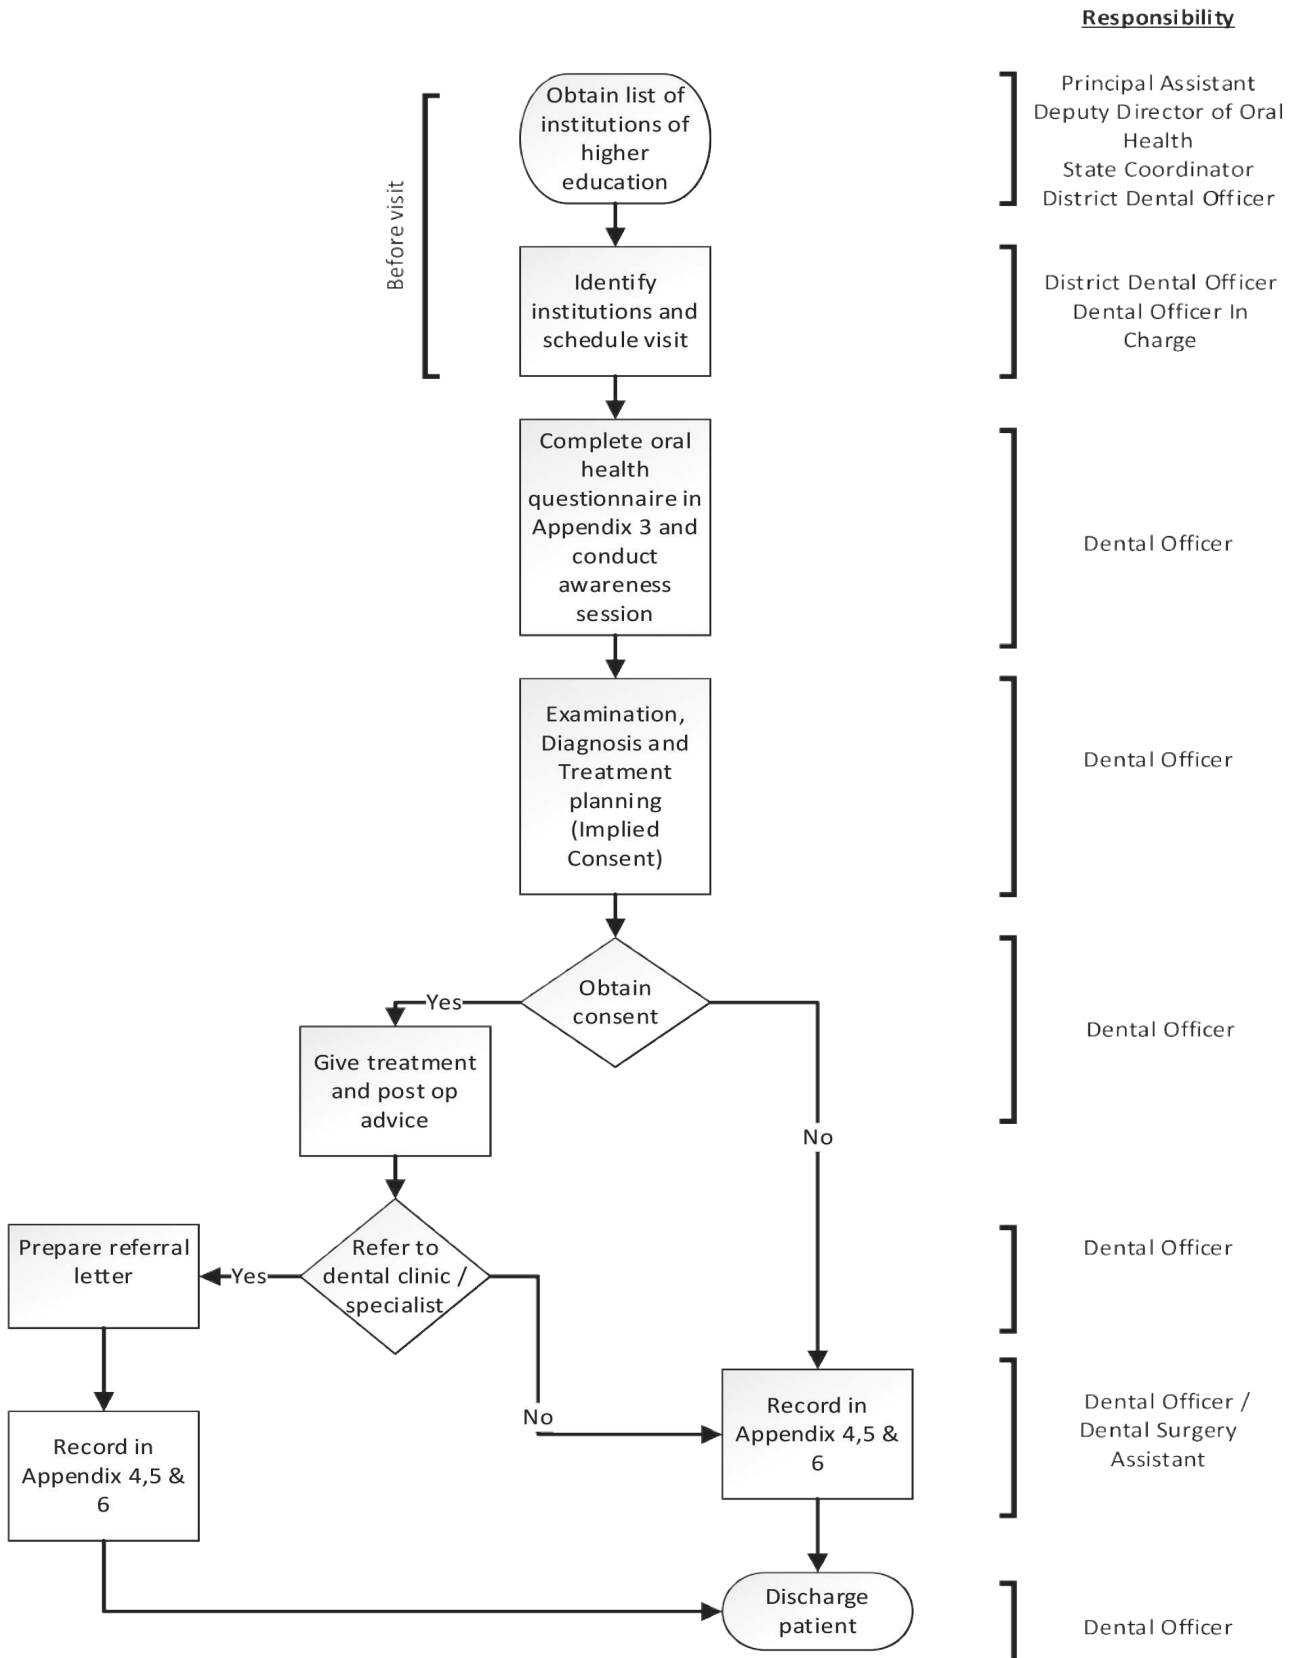 Responsibility
Obtain list of
institutions of
higher
education
Principal Assistant
Deputy Director of Oral
Health
State Coordinator
District Dental Officer
Before visit
Identify
institutions and
schedule visit
District Dental Officer
Dental Officer In
Charge
Complete oral
health
questionnaire in
Appendix 3 and
conduct
awareness
session
Dental Officer
Examination,
Diagnosis and
Treatment
planning
(Implied
Consent)
Dental Officer
Obtain
consent
Yes
No
Dental Officer
Give treatment
and post op
advice
Refer to
dental clinic /
specialist
Yes
No
Prepare referral
letter
Dental Officer
Record in
Appendix 4,5 &
6
Record in
Appendix 4,5 &
6
Dental Officer /
Dental Surgery
Assistant
Discharge
patient
Dental Officer